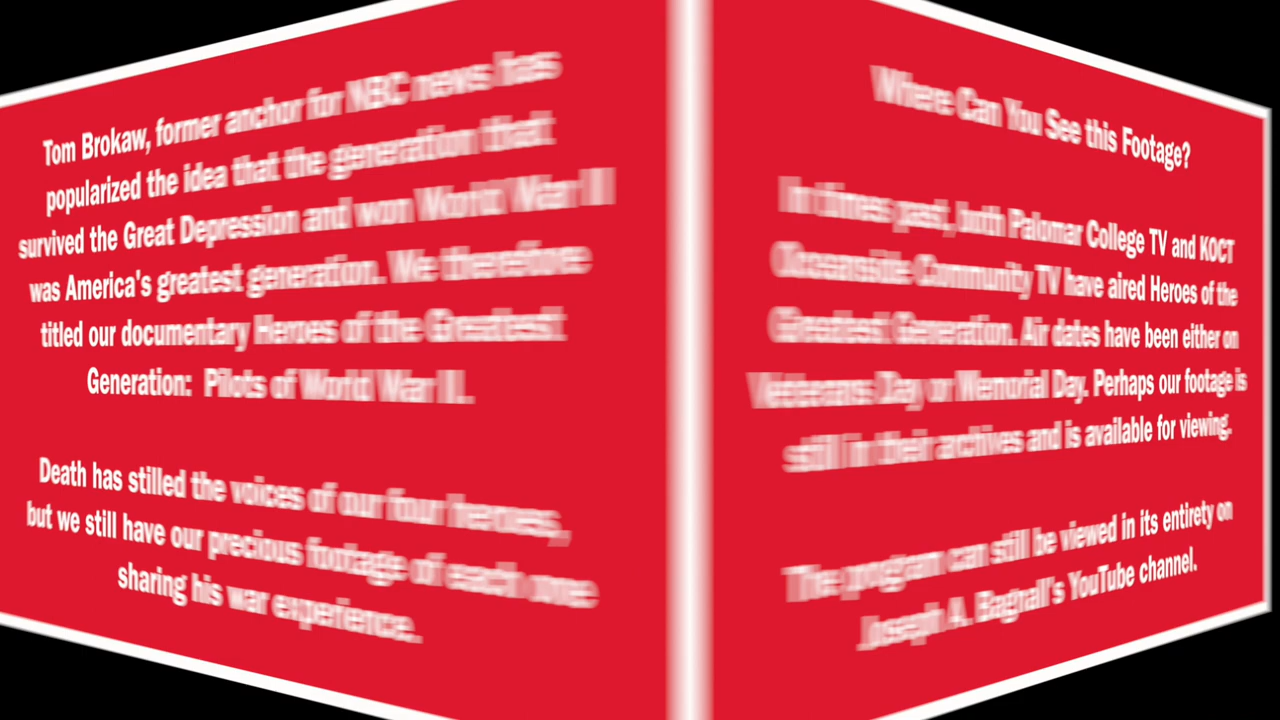 Tom Brokaw, former anchor for NBC news has
popularized the idea that the generation that
survived the Great Depression and won World War II
was America's greatest generation. We therefore
titled our documentary Heroes of the Greatest
Generation: Pilots of World War II.
Death has stilled the voices of our four heroes,
but we still have our precious footage of each one
sharing his war experience.
Where Can You See this Footage?
In times past, both Palomar College TV and KOCT
Oceanside Community TV have aired Heroes of the
Greatest Generation. Air dates have been either on
Veterans Day or Memorial Day. Perhaps our footage is
still in their archives and is available for viewing.
The program can still be viewed in its entirety on
Joseph A. Bagnall's YouTube channel.